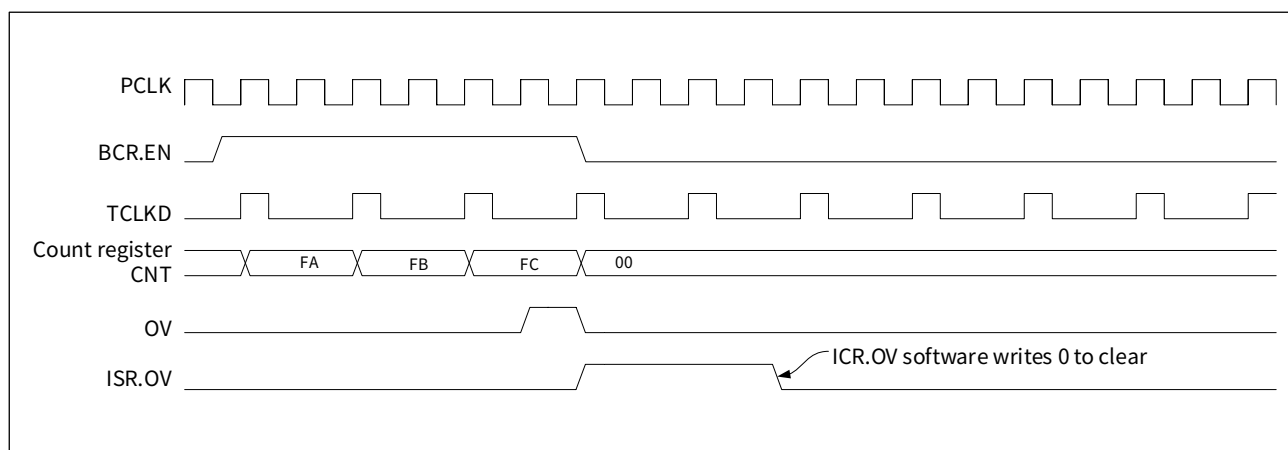 PCLK
BCR.EN
TCLKD
Count register
CNT
FA FB FC 00
OV
ICR.OV software writes 0 to clear
ISR.OV